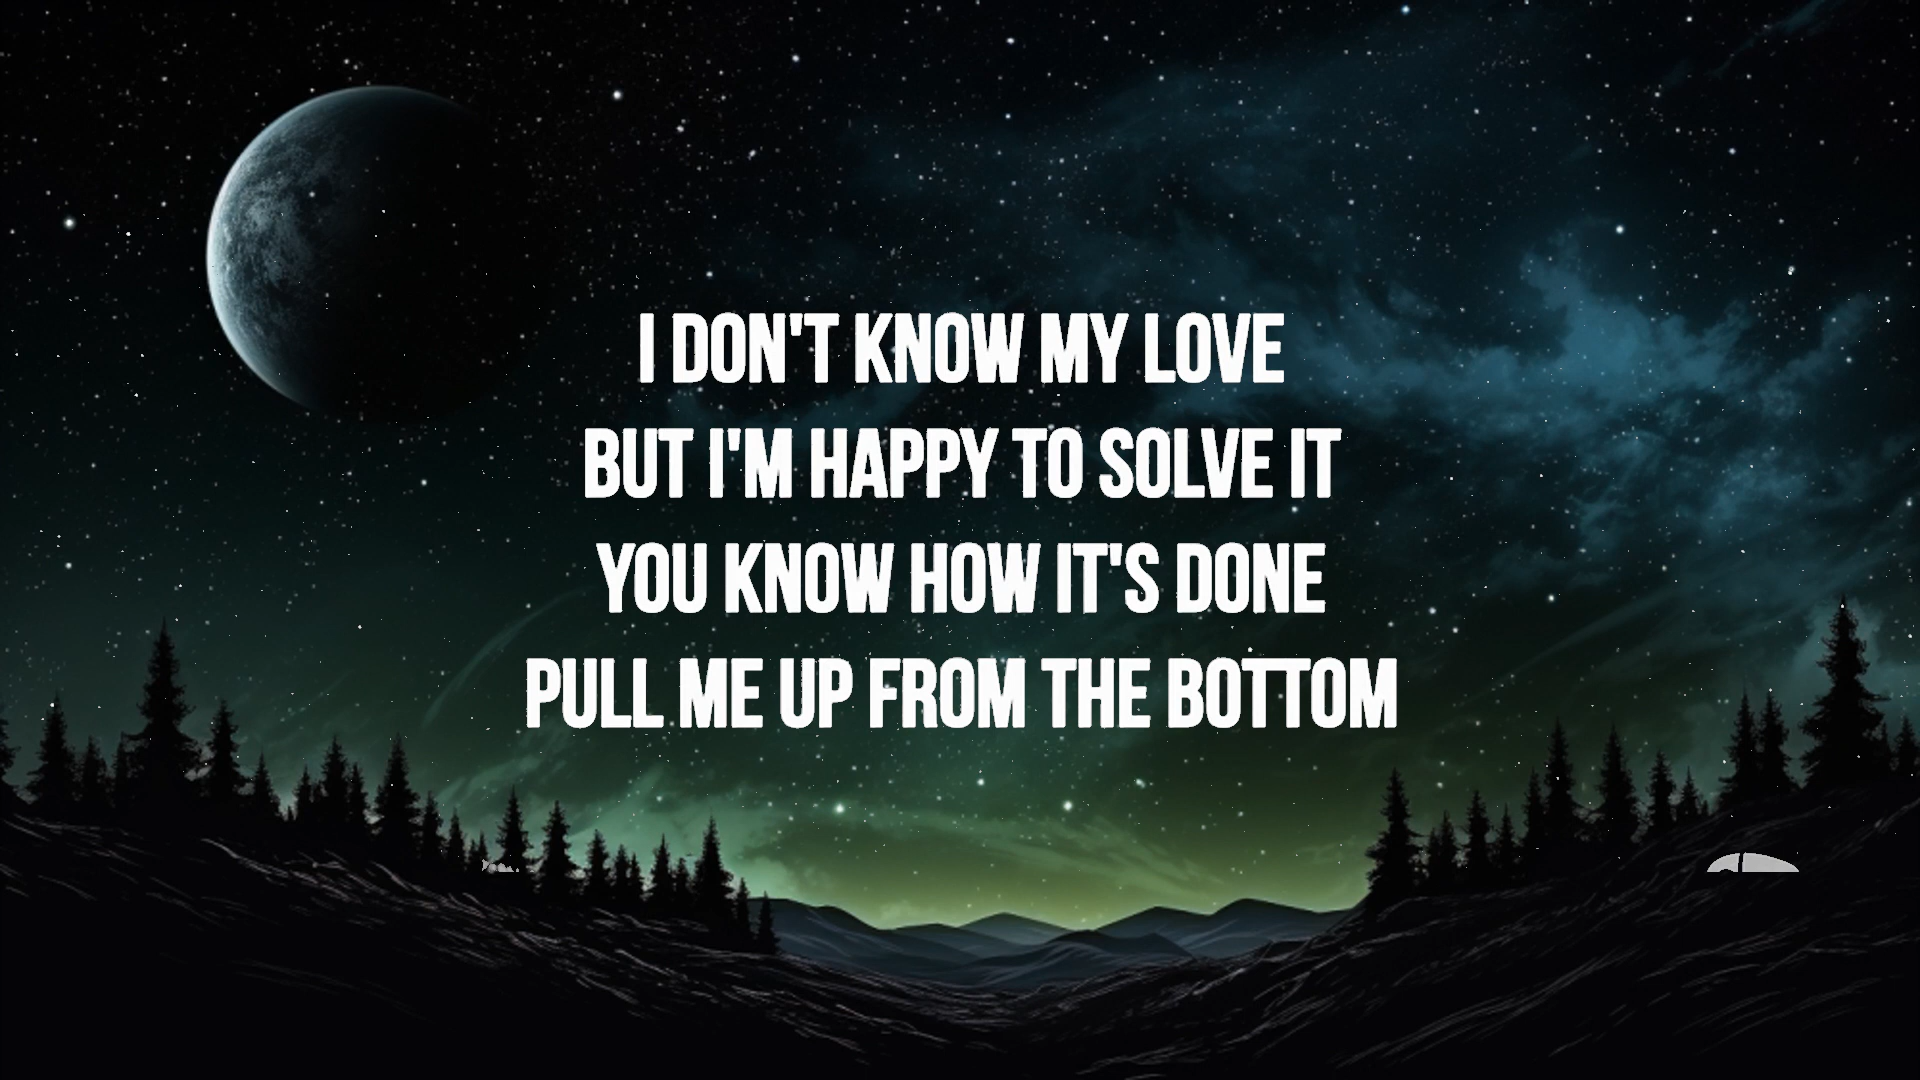 I DON'T KNOW MY LOVE
BUT I'M HAPPY TO SOLVE IT
YOU KNOW HOW IT'S DONE
PULL ME UP FROM THE BOTTOM